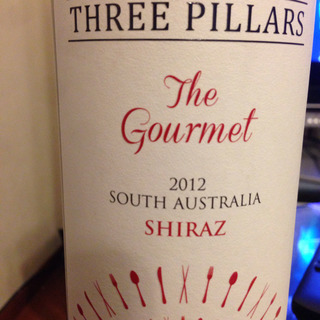 THREE PILLARS
The
Gourmet
2012
SOUTH AUSTRALIA
SHIRAZ